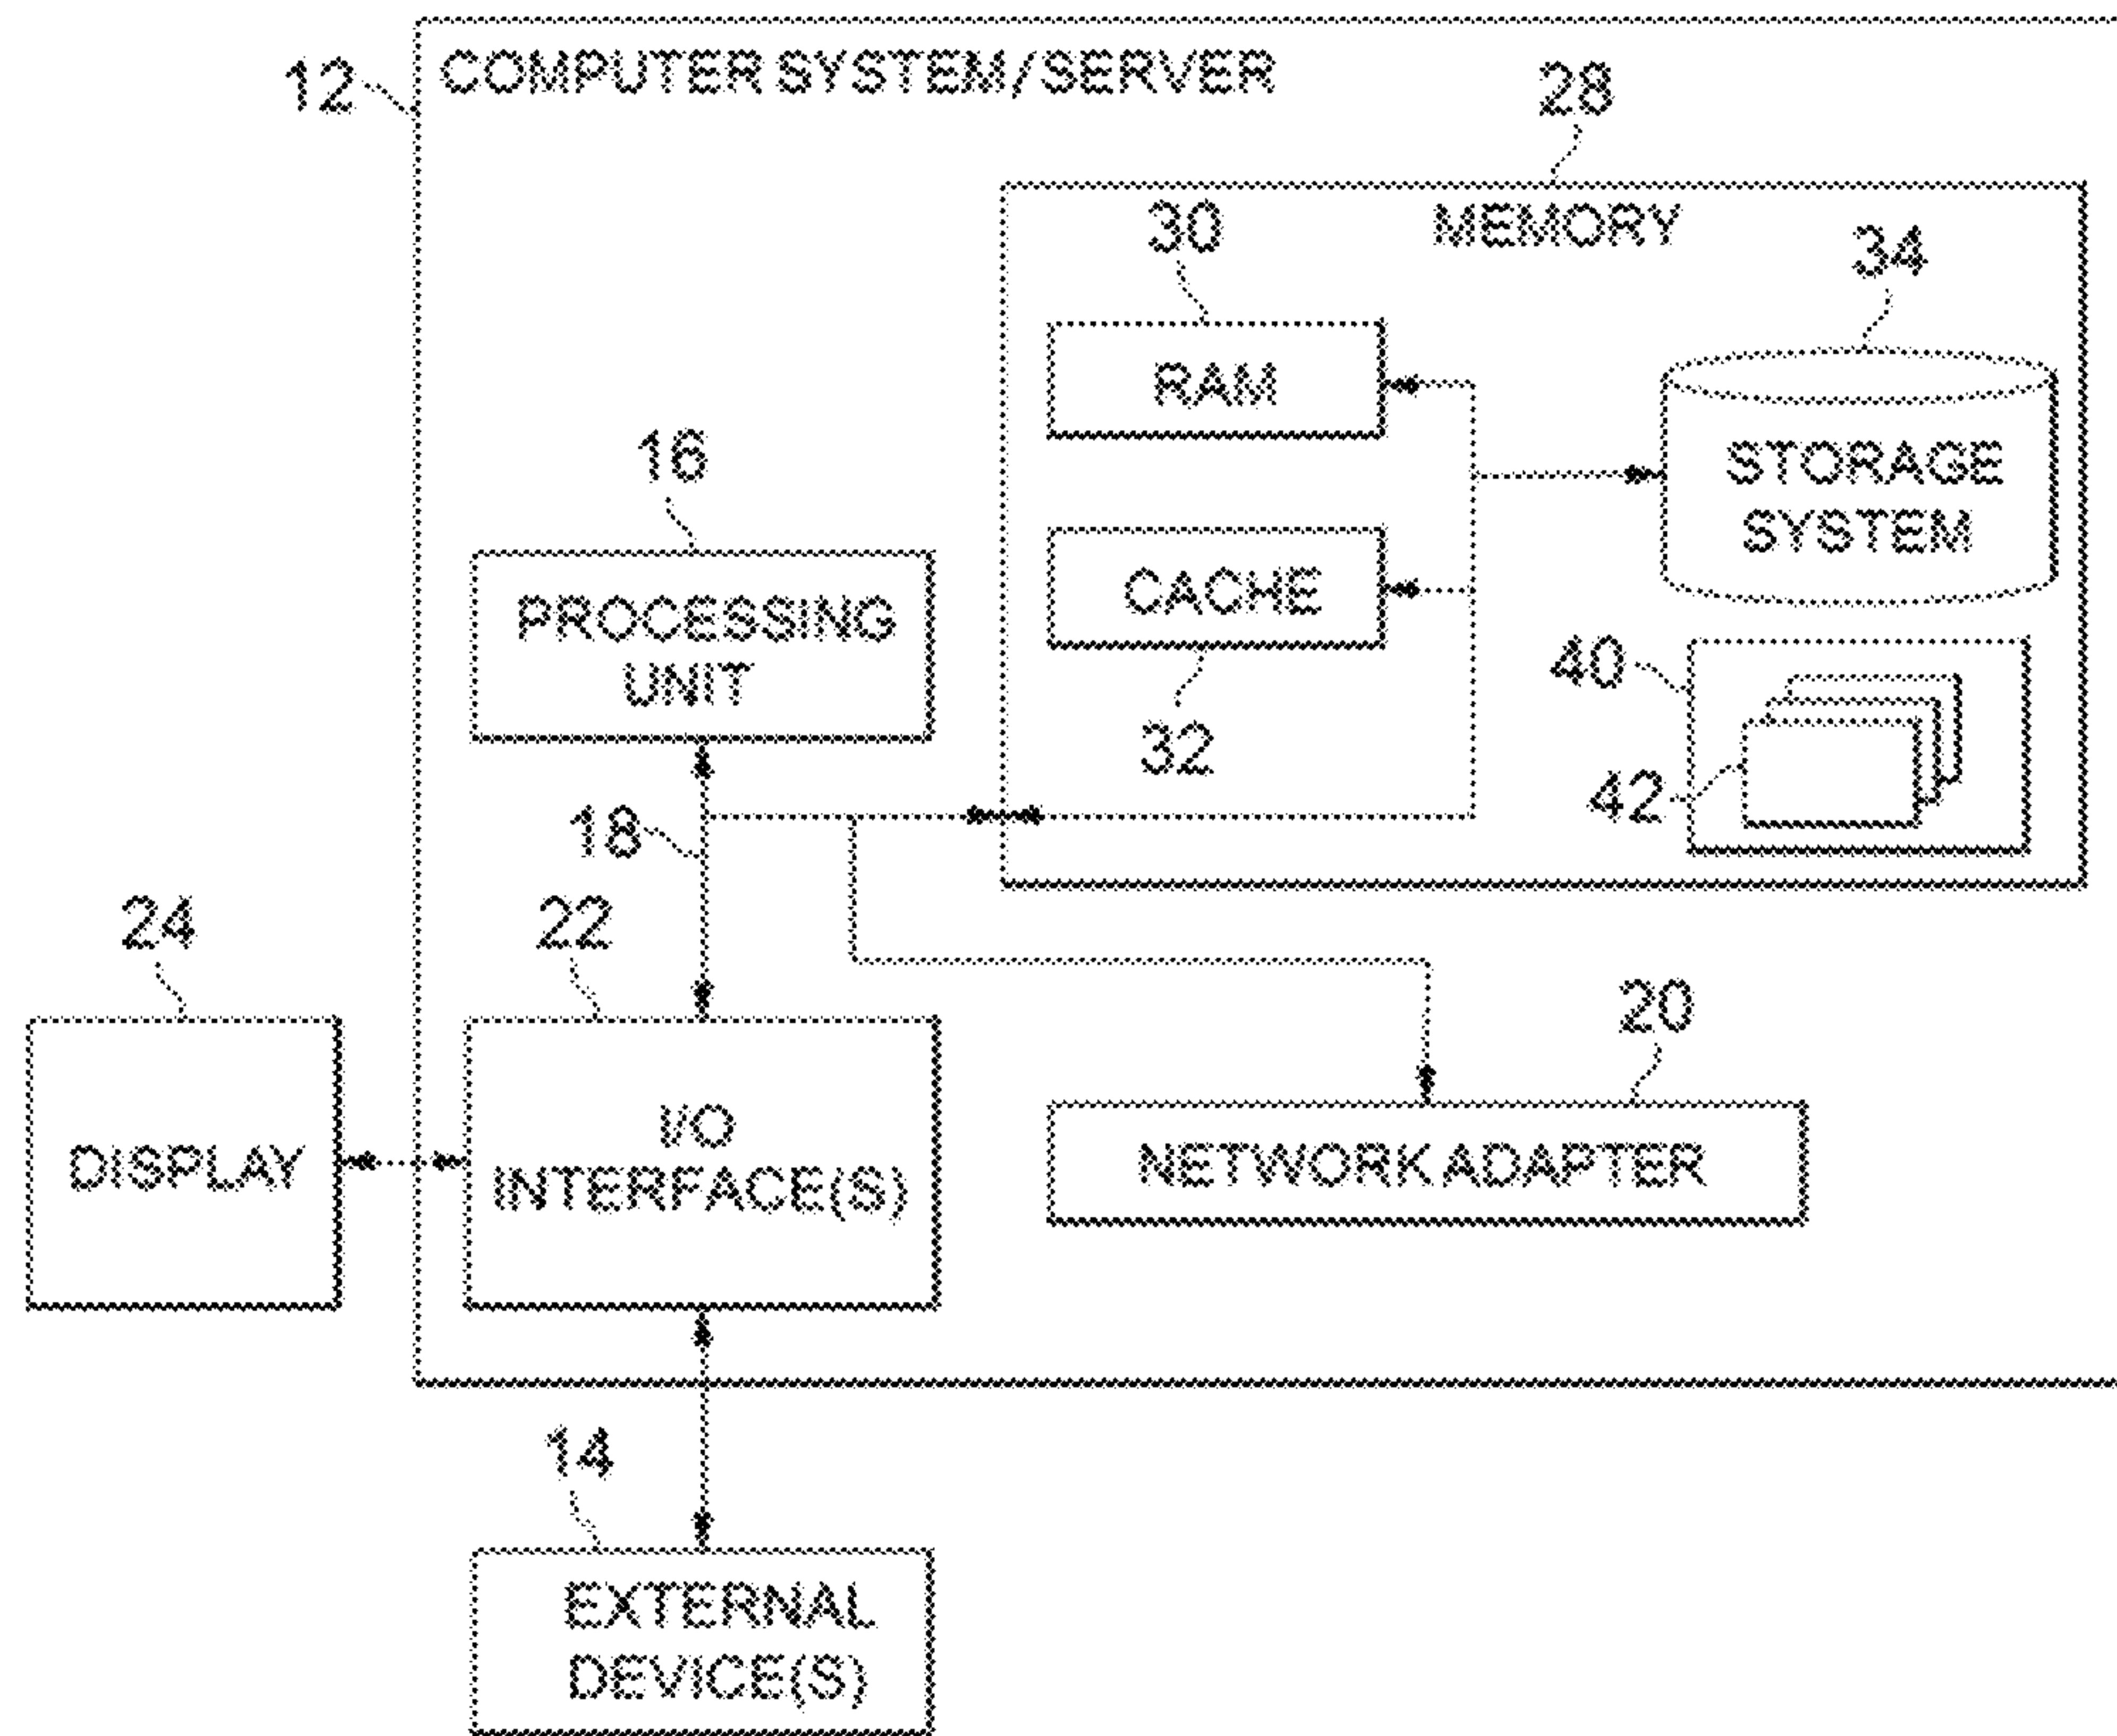 12
COMPUTER SYSTEM/SERVER
28
MEMORY
30
34
RAM
STORAGE
SYSTEM
16
PROCESSING
UNIT
CACHE
32
40
42
18
24
22
20
DISPLAY
I/O
INTERFACE(S)
NETWORK ADAPTER
14
EXTERNAL
DEVICE(S)